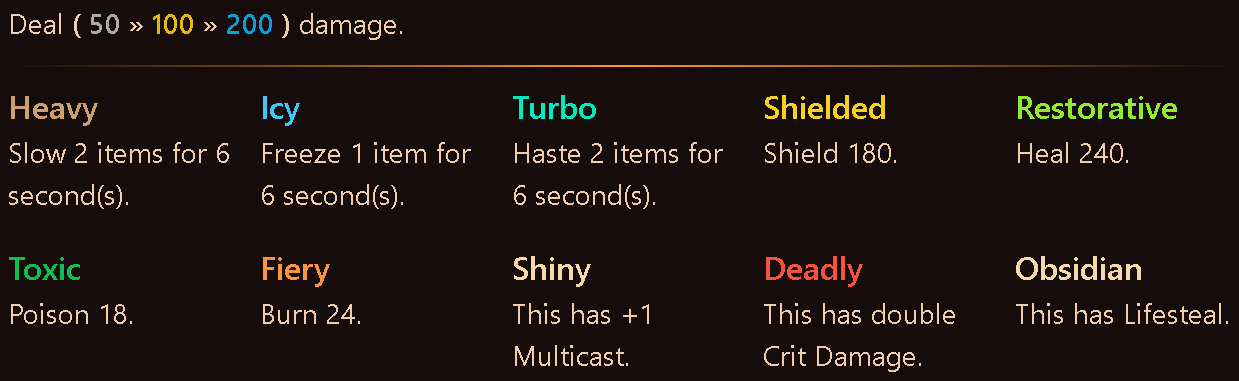 Deal ( 50 » 100 » 200 ) damage.
Heavy
Slow 2 items for 6
second(s).
Icy
Freeze 1 item for
6 second(s).
Turbo
Haste 2 items for
6 second(s).
Shielded
Shield 180.
Restorative
Heal 240.
Toxic
Poison 18.
Fiery
Burn 24.
Shiny
This has +1
Multicast.
Deadly
This has double
Crit Damage.
Obsidian
This has Lifesteal.